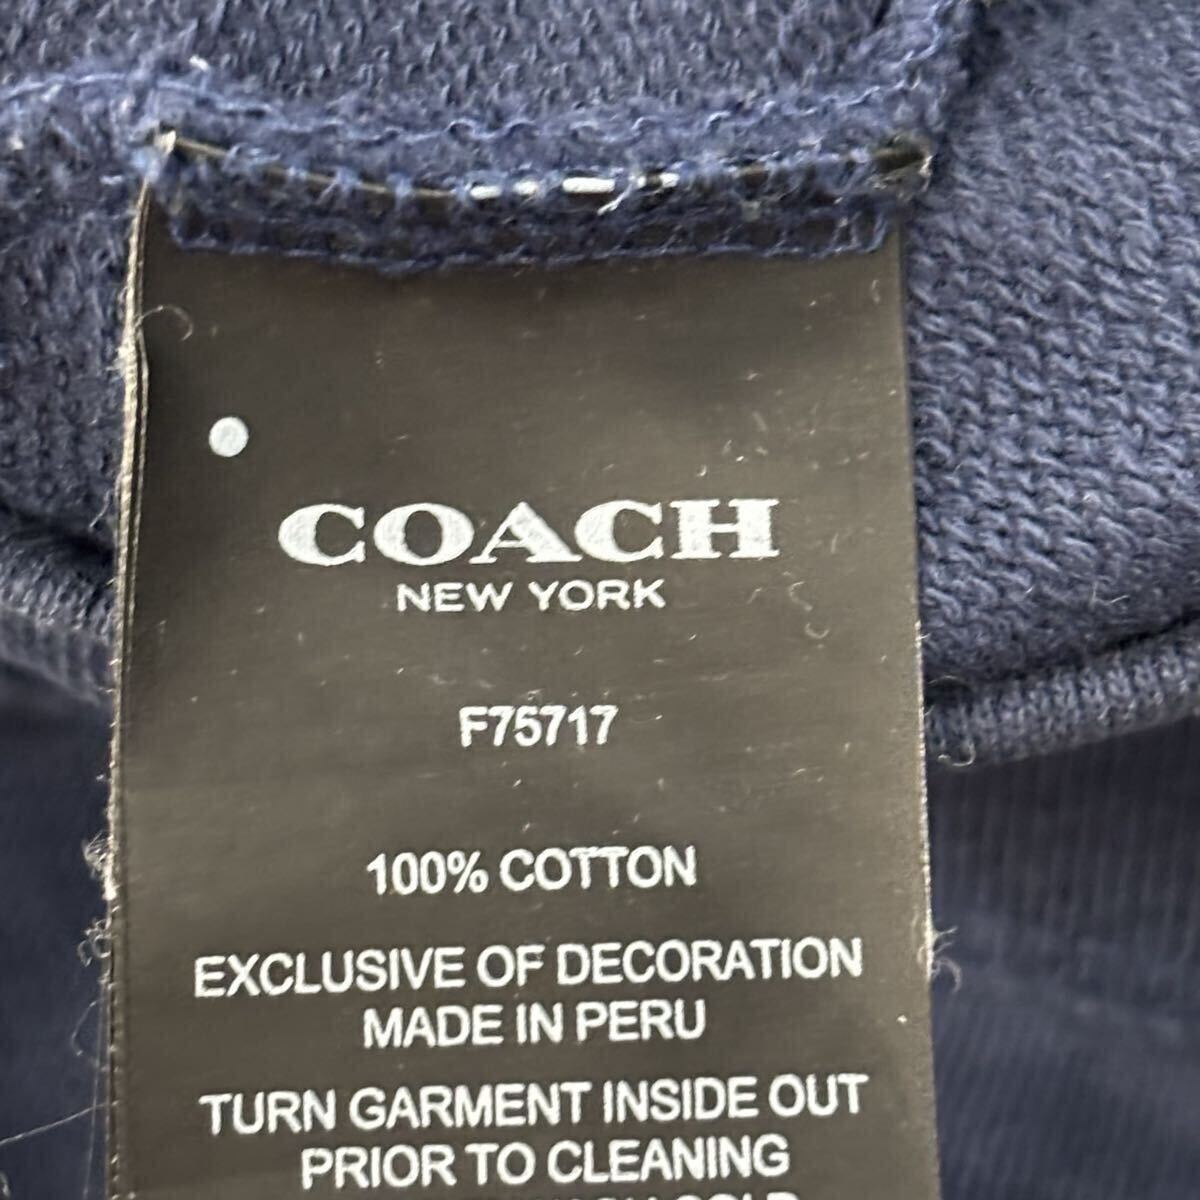 COACH
NEW YORK
F75717
100% COTTON
EXCLUSIVE OF DECORATION
MADE IN PERU
TURN GARMENT INSIDE OUT
PRIOR TO CLEANING
COLD